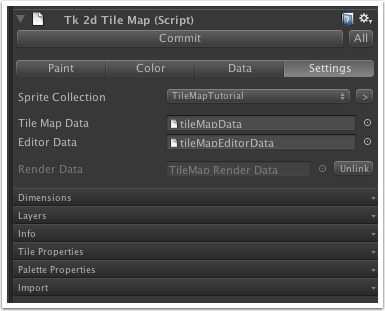 Tk 2d Tile Map (Script)
Commit All
Paint Color Data Settings
Sprite Collection TileMapTutorial >
Tile Map Data tileMapData
Editor Data tileMapEditorData
Render Data TileMap Render Data Unlink
Dimensions
Layers
Info
Tile Properties
Palette Properties
Import